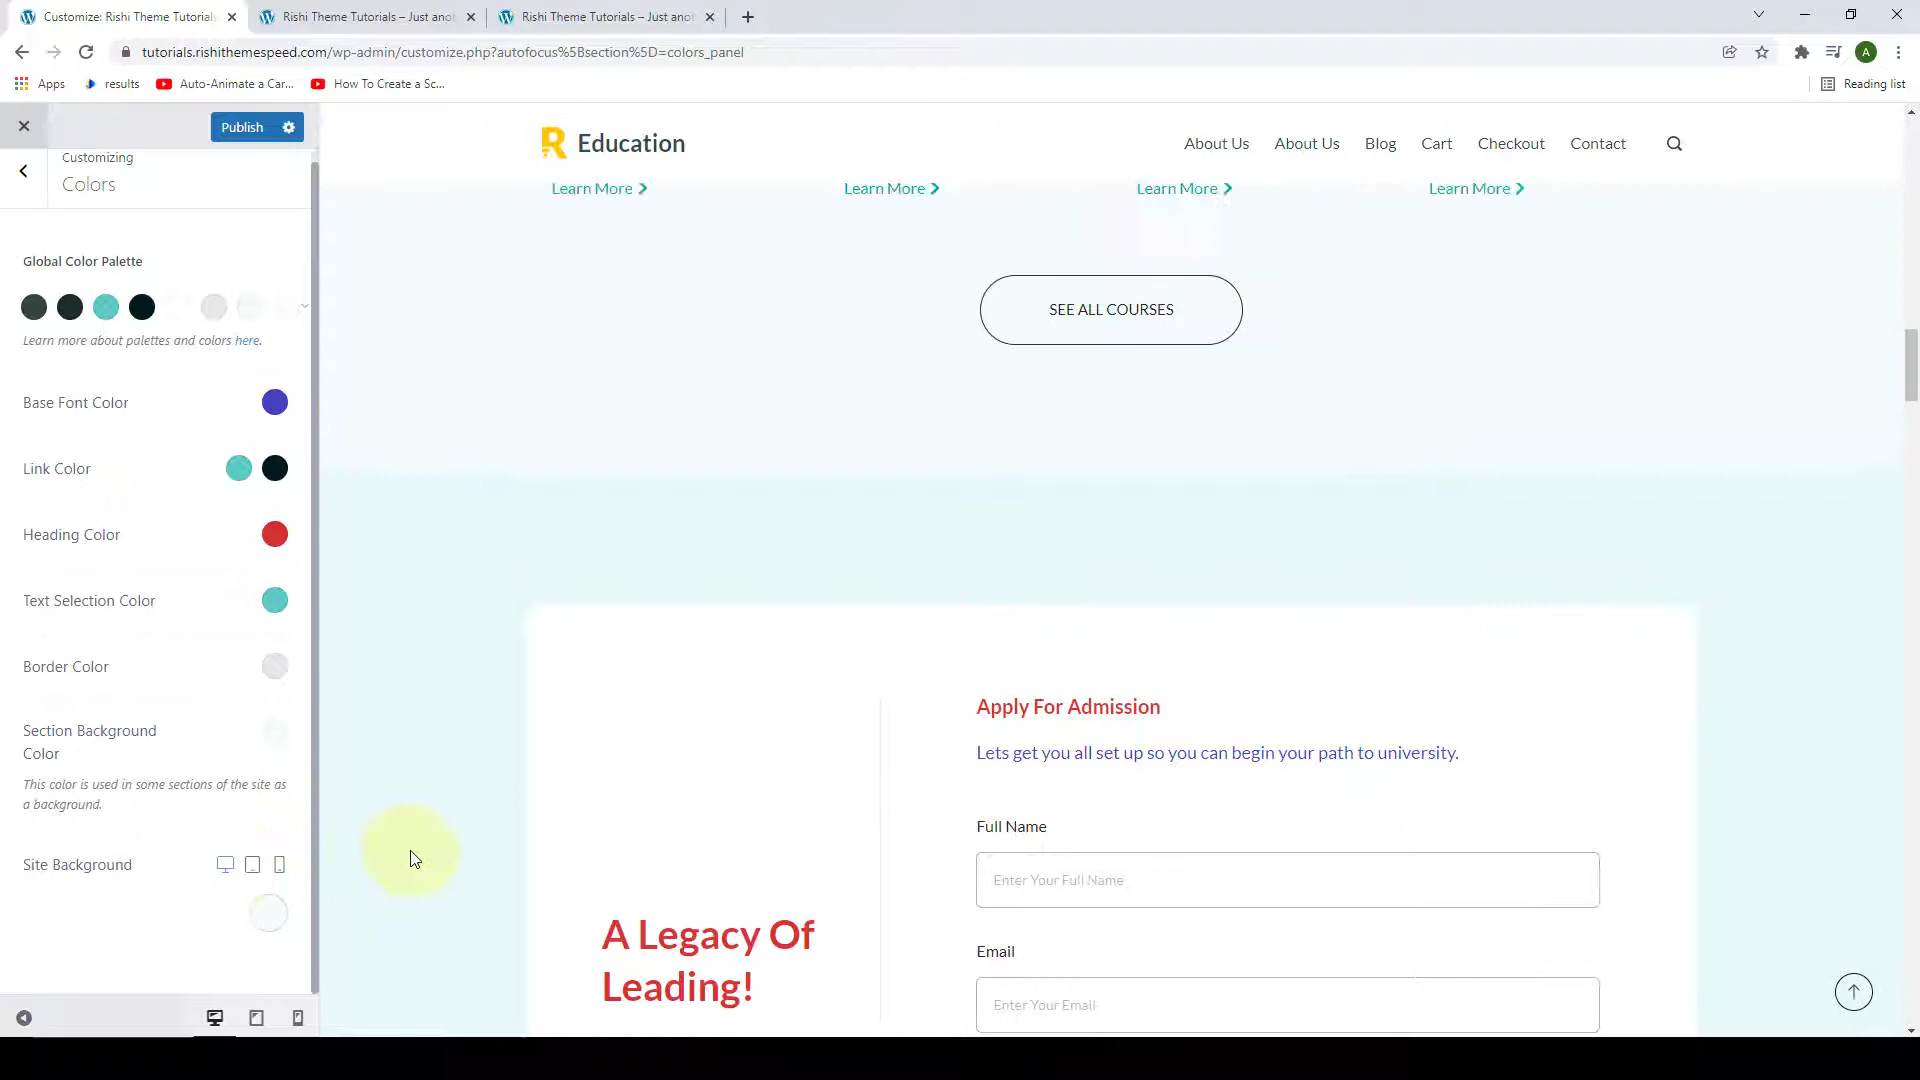 Customize: Rishi Theme Tutorials
Rishi Theme Tutorials – Just anot
Rishi Theme Tutorials – Just anot
tutorials.rishithemespeed.com/wp-admin/customize.php?autofocus%5Bsection%5D=colors_panel
A
Apps
results
Auto-Animate a Car...
How To Create a Sc...
Reading list
Publish
Customizing
Colors
R Education
About Us
About Us
Blog
Cart
Checkout
Contact
Learn More
Learn More
Learn More
Learn More
Global Color Palette
Learn more about palettes and colors here.
SEE ALL COURSES
Base Font Color
Link Color
Heading Color
Text Selection Color
Border Color
Section Background
Color
This color is used in some sections of the site as
a background.
Site Background
Apply For Admission
Lets get you all set up so you can begin your path to university.
Full Name
Enter Your Full Name
A Legacy Of
Leading!
Email
Enter Your Email